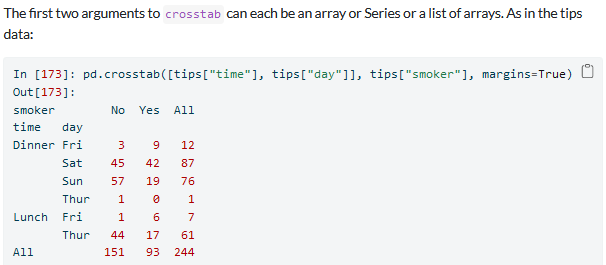 The first two arguments to crosstab can each be an array or Series or a list of arrays. As in the tips
data:
In [173]: pd.crosstab([tips["time"], tips["day"]], tips["smoker"], margins=True)
Out[173]:
smoker        No  Yes  All
time   day
Dinner Fri     3    9   12
       Sat    45   42   87
       Sun    57   19   76
       Thur    1    0    1
Lunch  Fri     1    6    7
       Thur   44   17   61
All          151   93  244